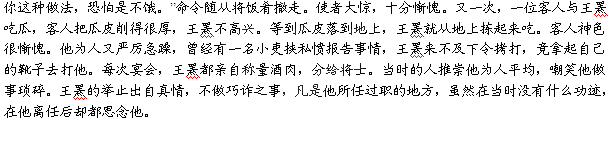 你这种做法，恐怕是不饿。”命令随从将饭肴撤走。使者大惊，十分惭愧。又一次，一位客人与王罴
吃瓜，客人把瓜皮削得很厚，王罴不高兴。等到瓜皮落到地上，王罴就从地上拣起来吃。客人神色
很惭愧。他为人又严厉急躁，曾经有一名小吏挟私愤报告事情，王罴来不及下令拷打，竟拿起自己
的靴子去打他。每次宴会，王罴都亲自称量酒肉，分给将士。当时的人推崇他为人平均，嘲笑他做
事琐碎。王罴的举止出自真情，不做巧诈之事，凡是他所任过职的地方，虽然在当时没有什么功迹，
在他离任后却都思念他。